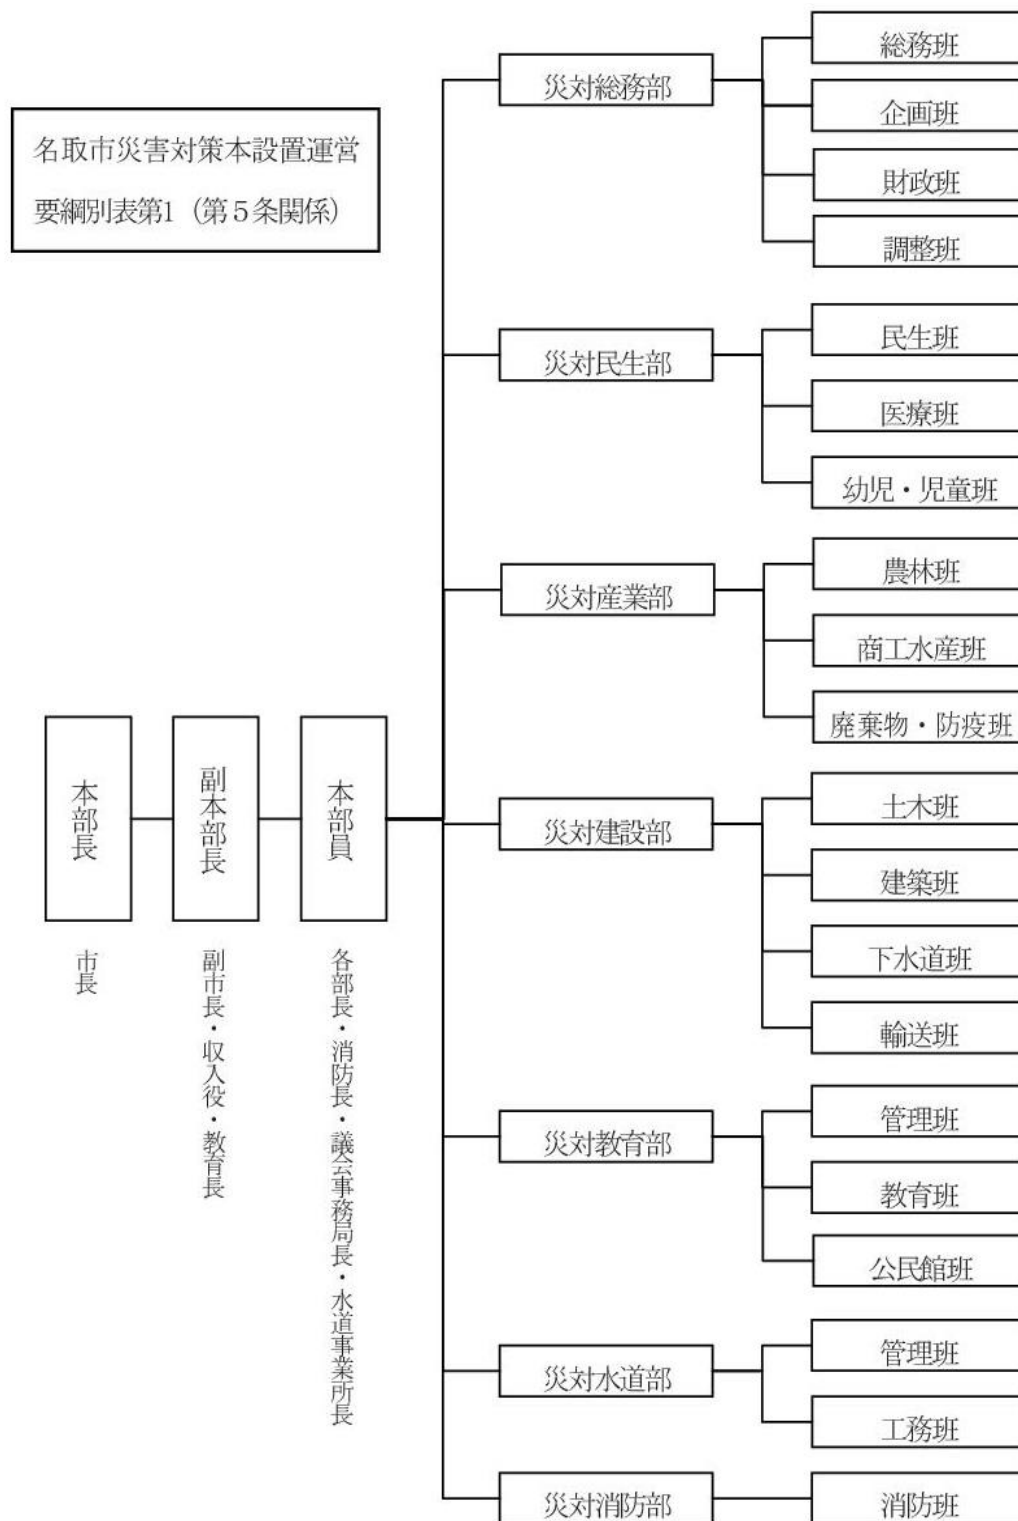 名取市災害対策本設置運営
要綱別表第1（第5条関係）
本部長
市長
副本部長
副市長・収入役・教育長
本部員
各部長・消防長・議会事務局長・水道事業所長
災対総務部
総務班
企画班
財政班
調整班
災対民生部
民生班
医療班
幼児・児童班
災対産業部
農林班
商工水産班
廃棄物・防疫班
災対建設部
土木班
建築班
下水道班
輸送班
災対教育部
管理班
教育班
公民館班
災対水道部
管理班
工務班
災対消防部
消防班